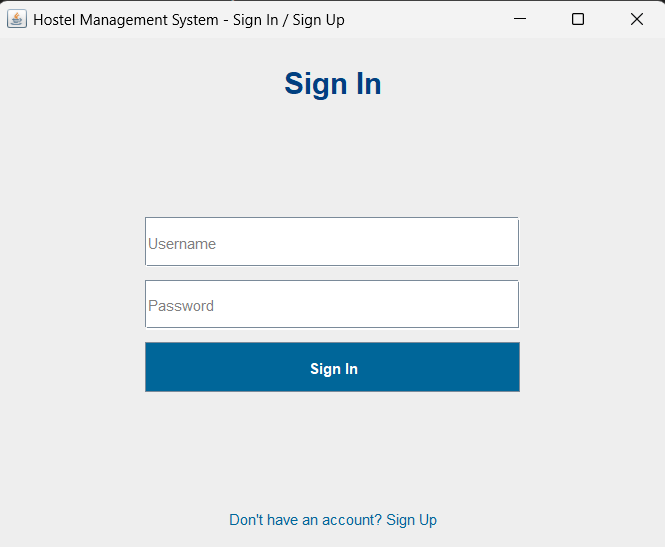 Hostel Management System - Sign In / Sign Up
Sign In
Username
Password
Sign In
Don't have an account? Sign Up